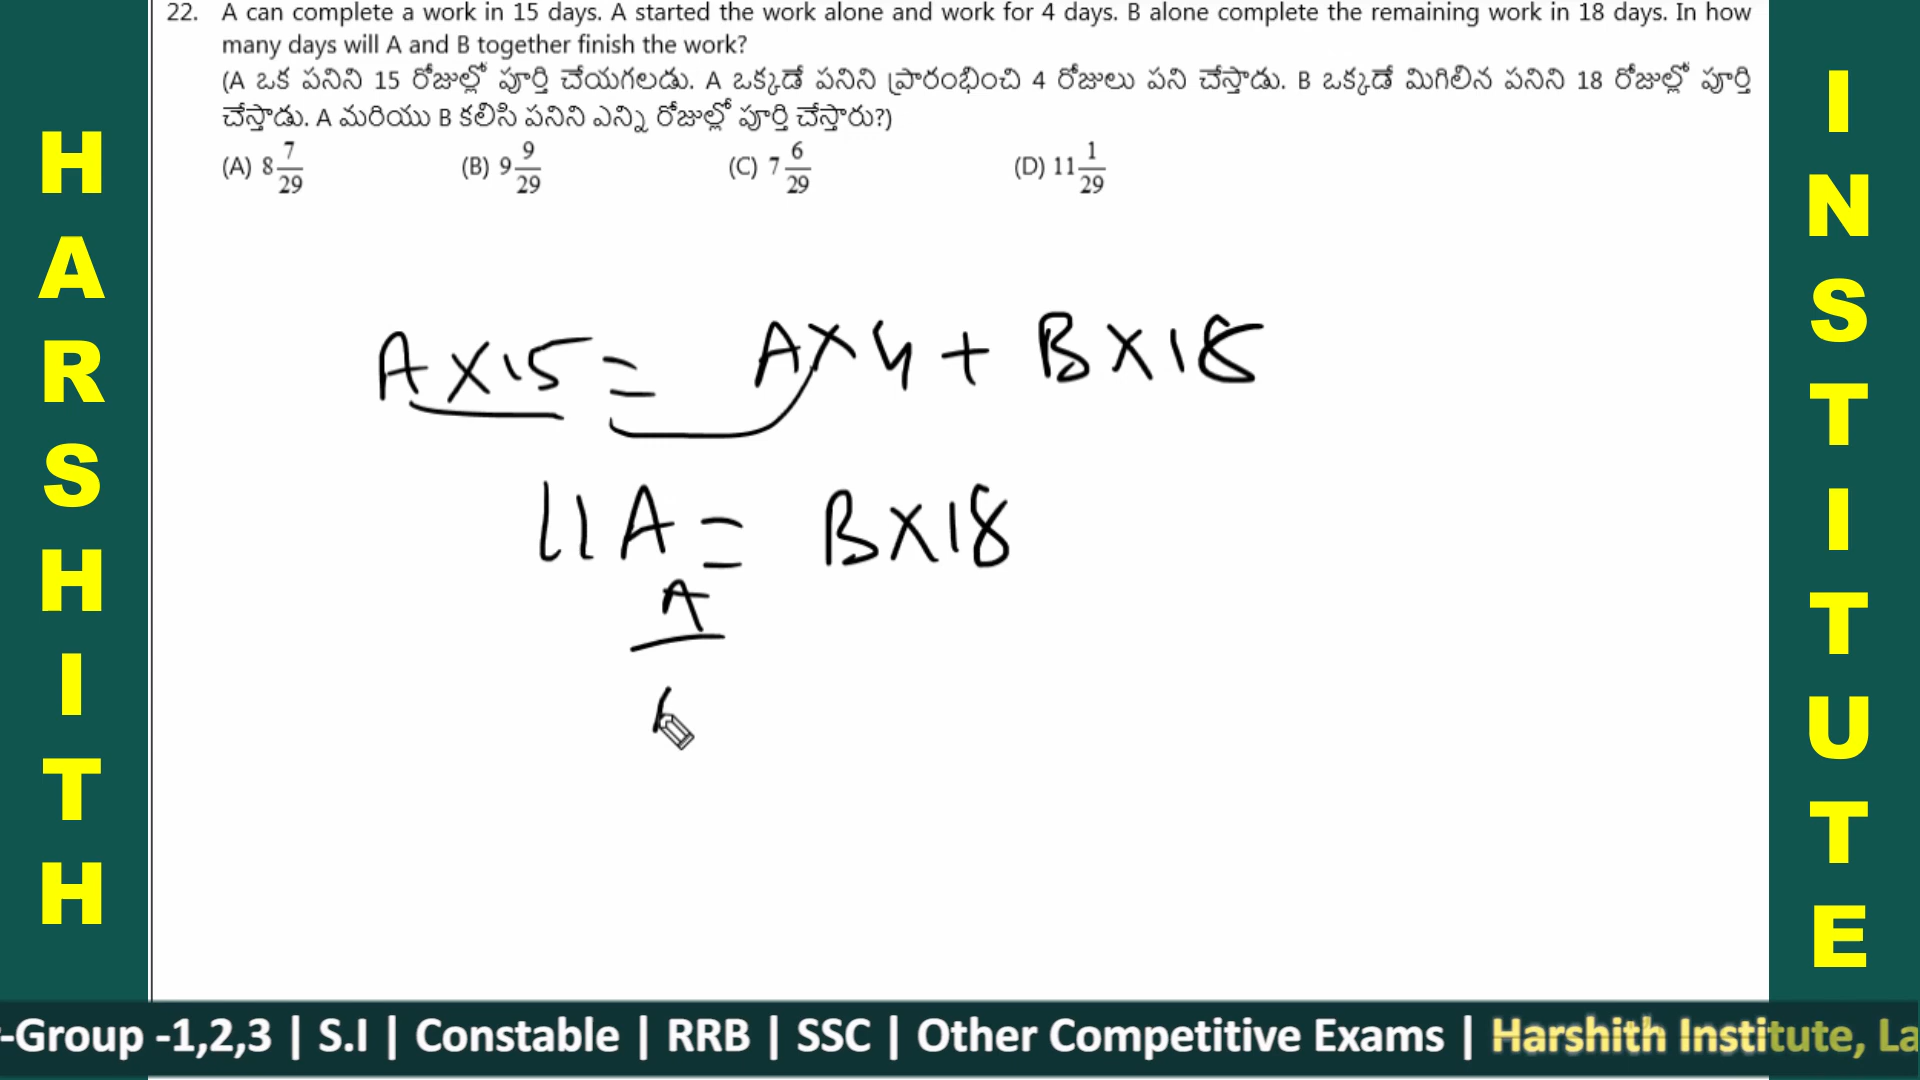 22. A can complete a work in 15 days. A started the work alone and work for 4 days. B alone complete the remaining work in 18 days. In how
many days will A and B together finish the work?
(A ఒక పనిని 15 రోజుల్లో పూర్తి చేయగలడు. A ఒక్కడే పనిని ప్రారంభించి 4 రోజులు పని చేస్తాడు. B ఒక్కడే మిగిలిన పనిని 18 రోజుల్లో పూర్తి
చేస్తాడు. A మరియు B కలిసి పనిని ఎన్ని రోజుల్లో పూర్తి చేస్తారు?)
(A) 8 7/29 (B) 9 9/29 (C) 7 6/29 (D) 11 1/29
A×15 = A×4 + B×18
11A = B×18
A
HARSHITH
INSTITUTE
-Group -1,2,3 | S.I | Constable | RRB | SSC | Other Competitive Exams | Harshith Institute, La